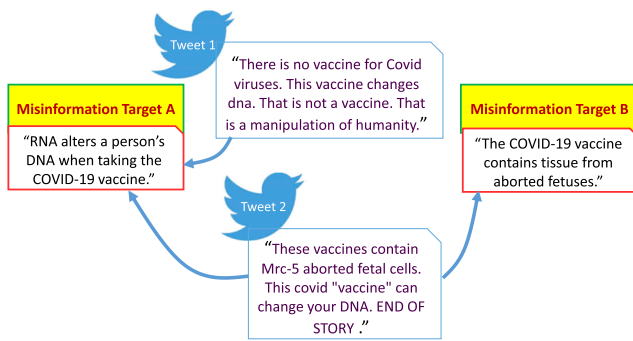 Tweet 1
“There is no vaccine for Covid
viruses. This vaccine changes
dna. That is not a vaccine. That
is a manipulation of humanity.”
Misinformation Target A
“RNA alters a person’s
DNA when taking the
COVID-19 vaccine.”
Misinformation Target B
“The COVID-19 vaccine
contains tissue from
aborted fetuses.”
Tweet 2
“These vaccines contain
Mrc-5 aborted fetal cells.
This covid "vaccine" can
change your DNA. END OF
STORY .”